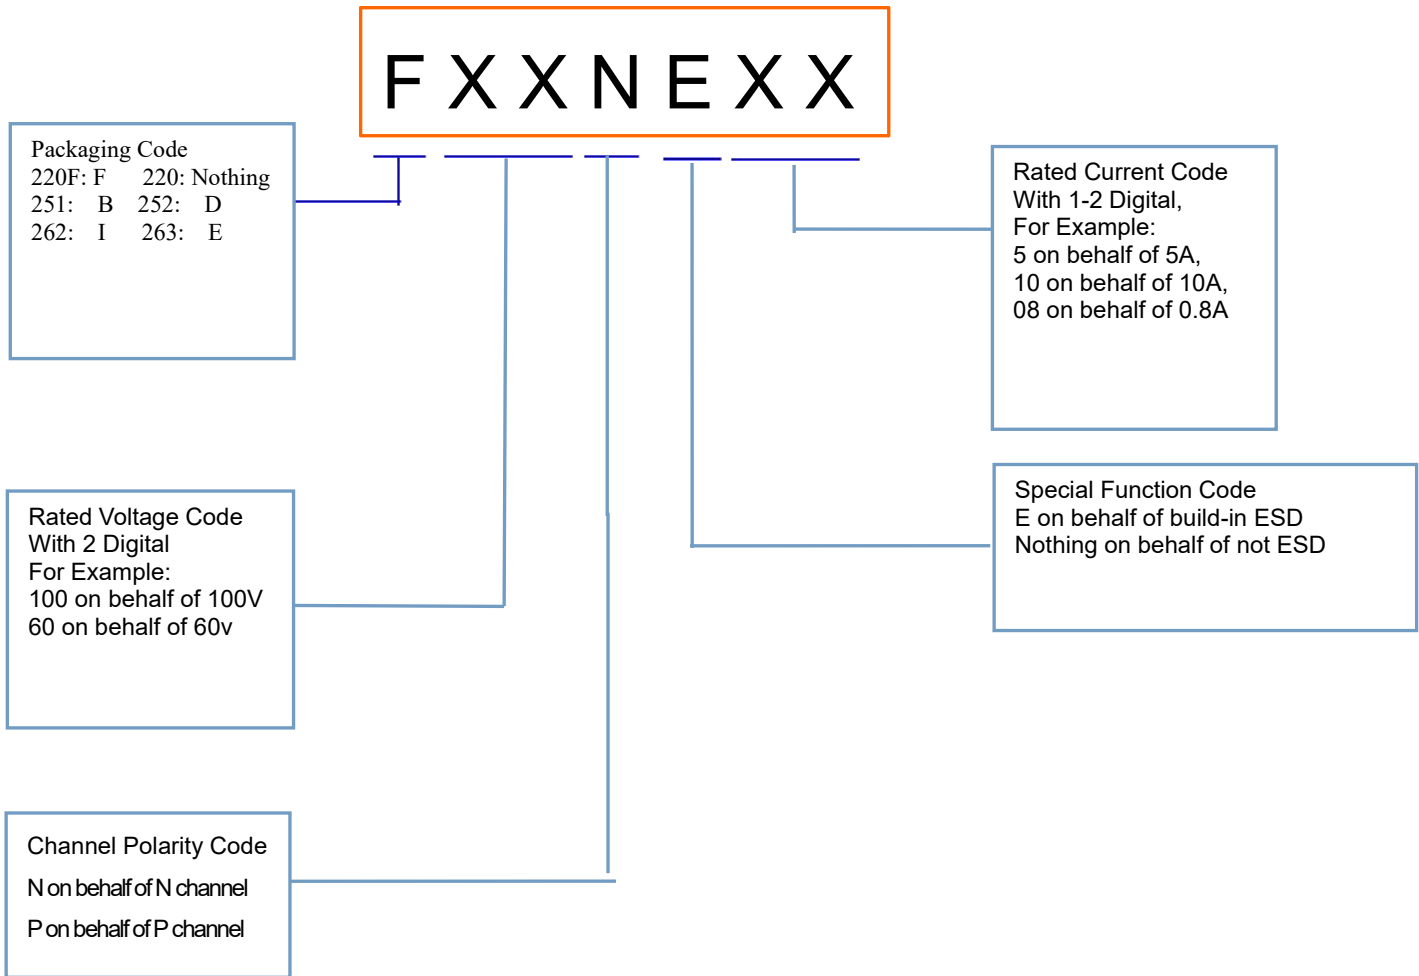 F X X N E X X
Packaging Code
220F: F 220: Nothing
251: B 252: D
262: I 263: E
Rated Current Code
With 1-2 Digital,
For Example:
5 on behalf of 5A,
10 on behalf of 10A,
08 on behalf of 0.8A
Rated Voltage Code
With 2 Digital
For Example:
100 on behalf of 100V
60 on behalf of 60v
Special Function Code
E on behalf of build-in ESD
Nothing on behalf of not ESD
Channel Polarity Code
N on behalf of N channel
P on behalf of P channel